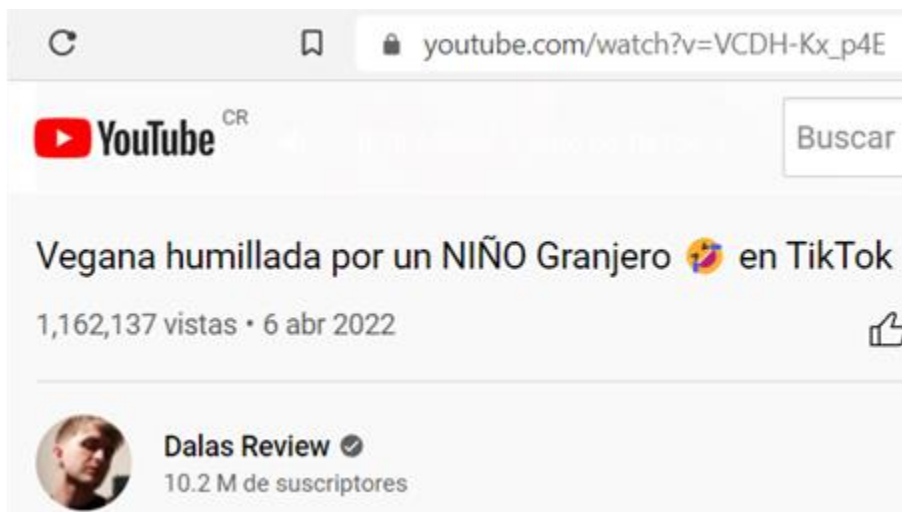 youtube.com/watch?v=VCDH-Kx_p4E
YouTube CR
Buscar
Vegana humillada por un NIÑO Granjero 🤣 en TikTok
1,162,137 vistas • 6 abr 2022
Dalas Review
10.2 M de suscriptores